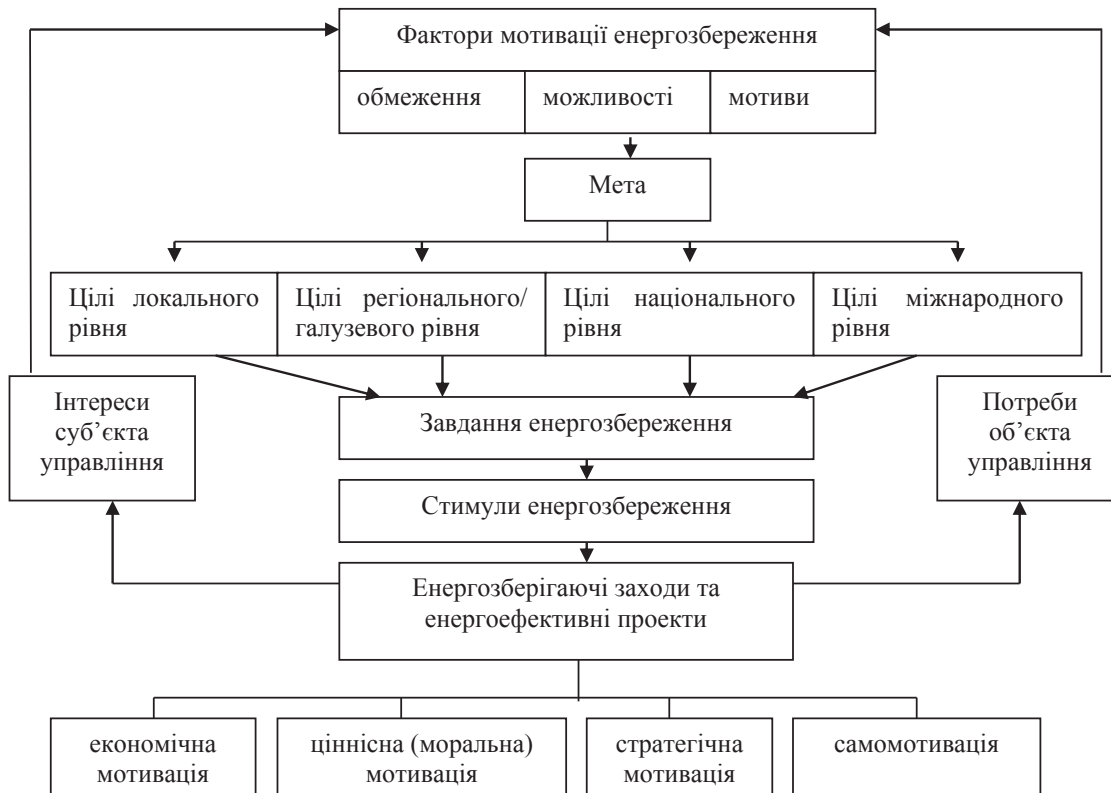 Фактори мотивації енергозбереження
обмеження
можливості
мотиви
Мета
Цілі локального
рівня
Цілі регіонального/
галузевого рівня
Цілі національного
рівня
Цілі міжнародного
рівня
Інтереси
суб’єкта
управління
Завдання енергозбереження
Потреби
об’єкта
управління
Стимули енергозбереження
Енергозберігаючі заходи та
енергоефективні проекти
економічна
мотивація
ціннісна (моральна)
мотивація
стратегічна
мотивація
самомотивація